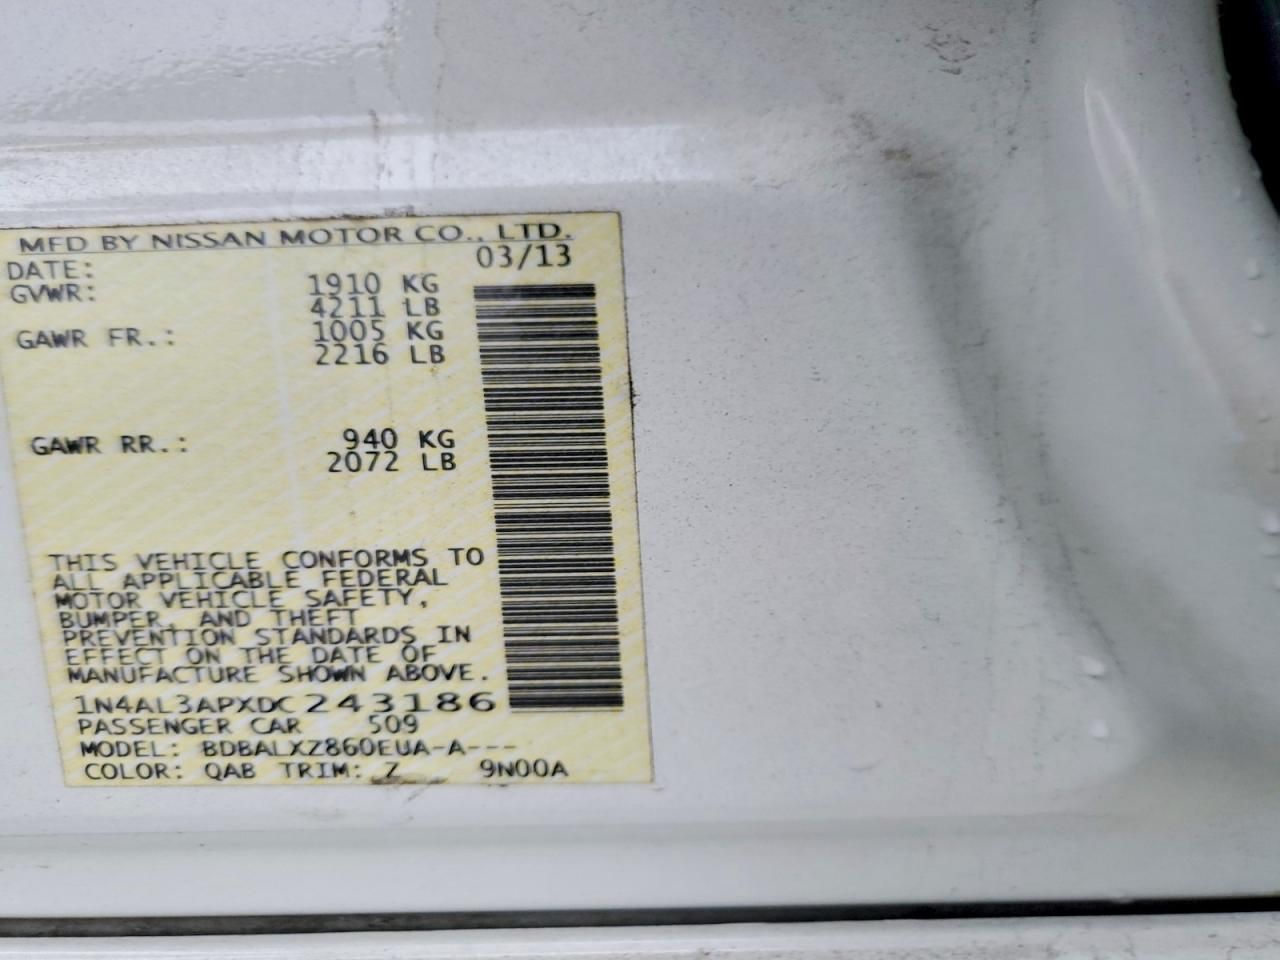 MFD BY NISSAN MOTOR CO., LTD.
DATE: 03/13
GVWR: 1910 KG
4211 LB
GAWR FR.: 1005 KG
2216 LB
GAWR RR.: 940 KG
2072 LB
THIS VEHICLE CONFORMS TO
ALL APPLICABLE FEDERAL
MOTOR VEHICLE SAFETY,
BUMPER, AND THEFT
PREVENTION STANDARDS IN
EFFECT ON THE DATE OF
MANUFACTURE SHOWN ABOVE.
1N4AL3APXDC243186
PASSENGER CAR 509
MODEL: BDBALXZ860EUA-A---
COLOR: QAB TRIM: Z 9N00A